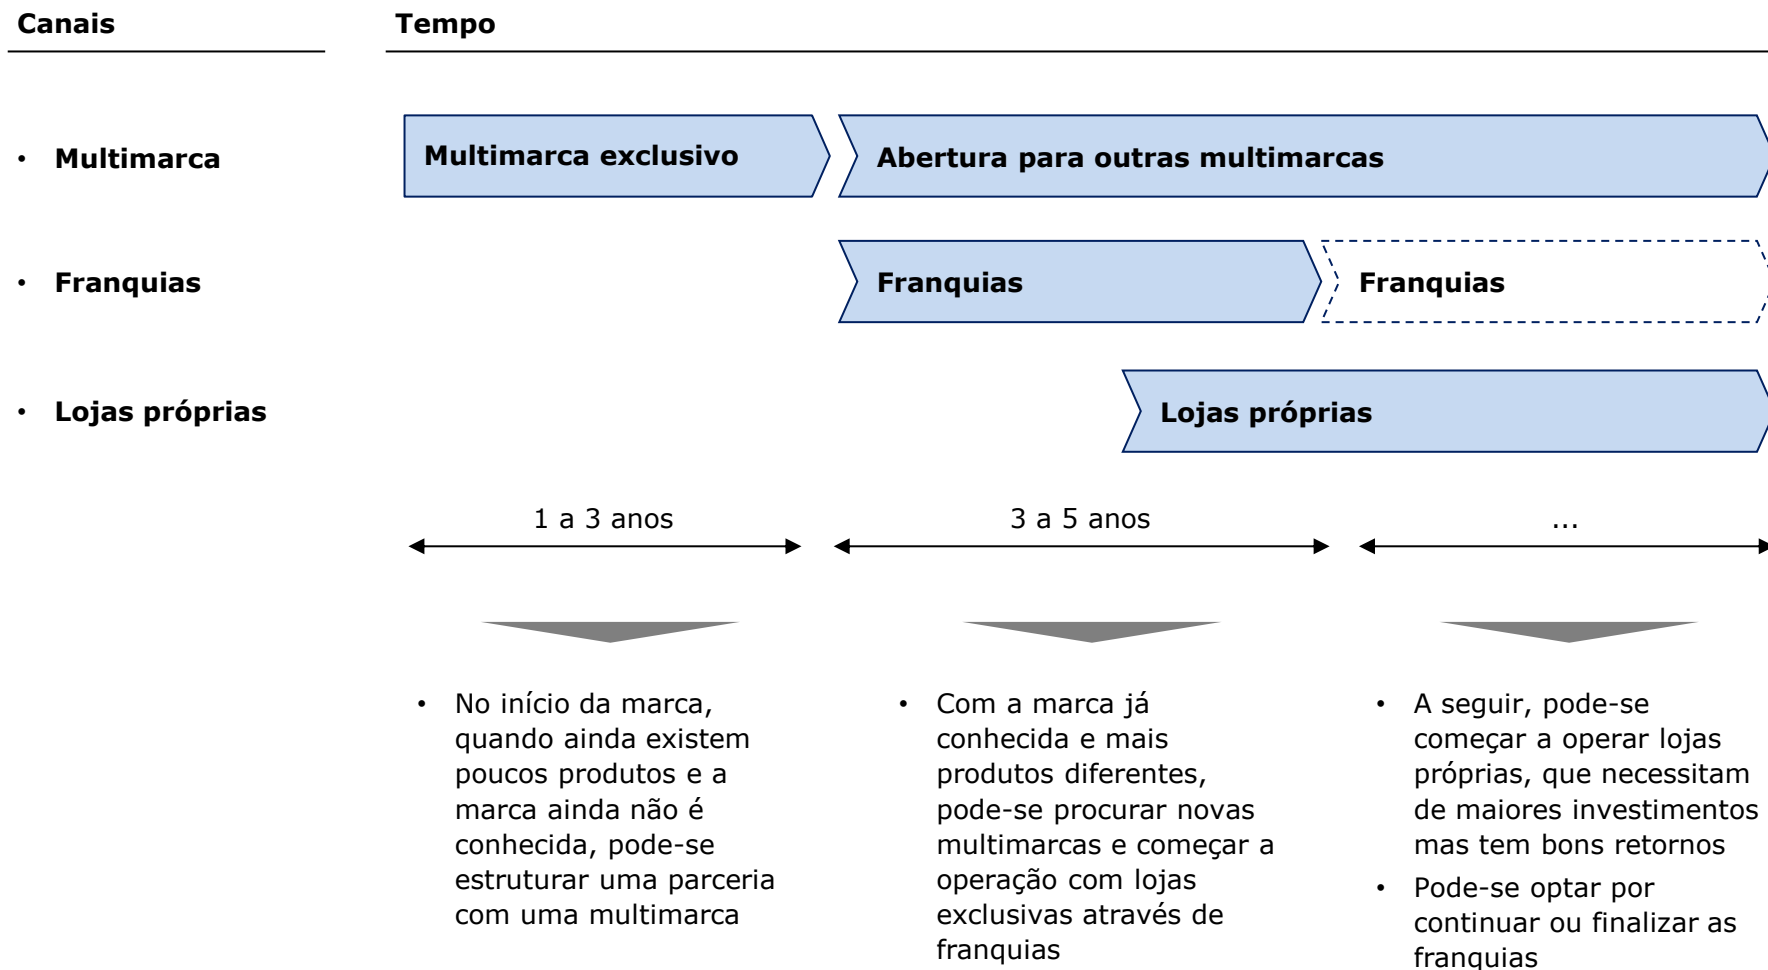 Canais
Tempo
• Multimarca
Multimarca exclusivo
Abertura para outras multimarcas
• Franquias
Franquias
Franquias
• Lojas próprias
Lojas próprias
1 a 3 anos
3 a 5 anos
...
• No início da marca,
quando ainda existem
poucos produtos e a
marca ainda não é
conhecida, pode-se
estruturar uma parceria
com uma multimarca
• Com a marca já
conhecida e mais
produtos diferentes,
pode-se procurar novas
multimarcas e começar a
operação com lojas
exclusivas através de
franquias
• A seguir, pode-se
começar a operar lojas
próprias, que necessitam
de maiores investimentos
mas tem bons retornos
• Pode-se optar por
continuar ou finalizar as
franquias